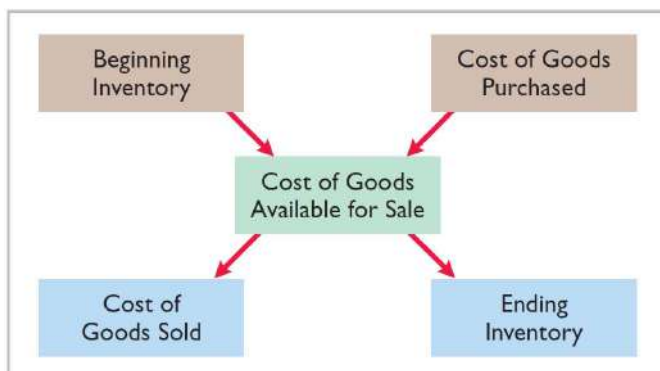 Beginning
Inventory
Cost of Goods
Purchased
Cost of Goods
Available for Sale
Cost of
Goods Sold
Ending
Inventory